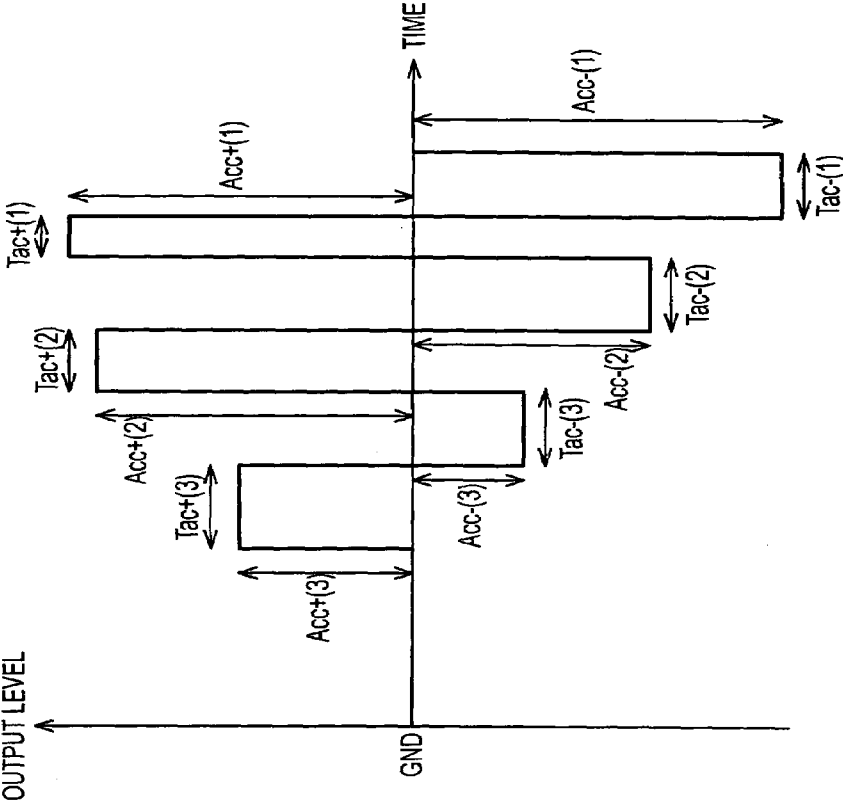 OUTPUT LEVEL
GND
TIME
Acc+(3)
Tac+(3)
Acc-(3)
Tac-(3)
Acc+(2)
Tac+(2)
Acc-(2)
Tac-(2)
Tac+(1)
Acc+(1)
Acc-(1)
Tac-(1)